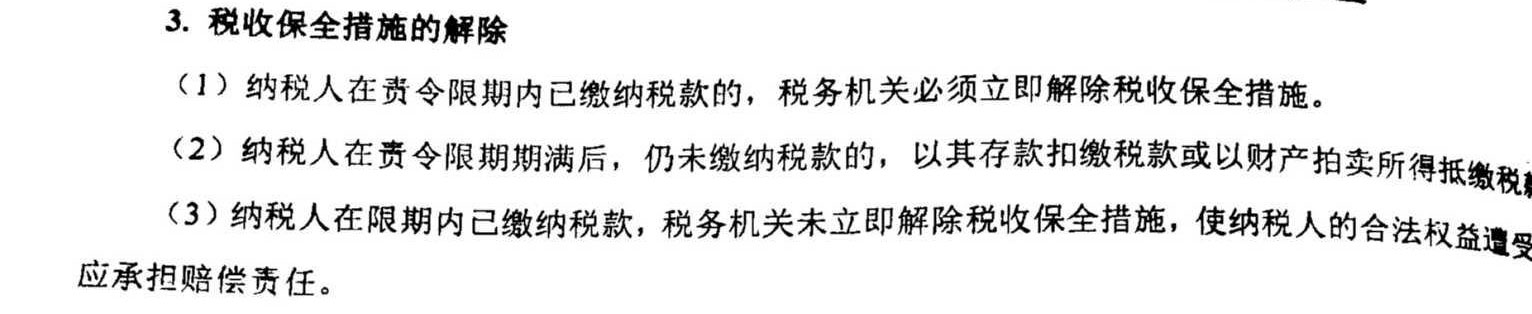 3. 税收保全措施的解除
（1）纳税人在责令限期内已缴纳税款的，税务机关必须立即解除税收保全措施。
（2）纳税人在责令限期期满后，仍未缴纳税款的，以其存款扣缴税款或以财产拍卖所得抵缴税
（3）纳税人在限期内已缴纳税款，税务机关未立即解除税收保全措施，使纳税人的合法权益遭受
应承担赔偿责任。